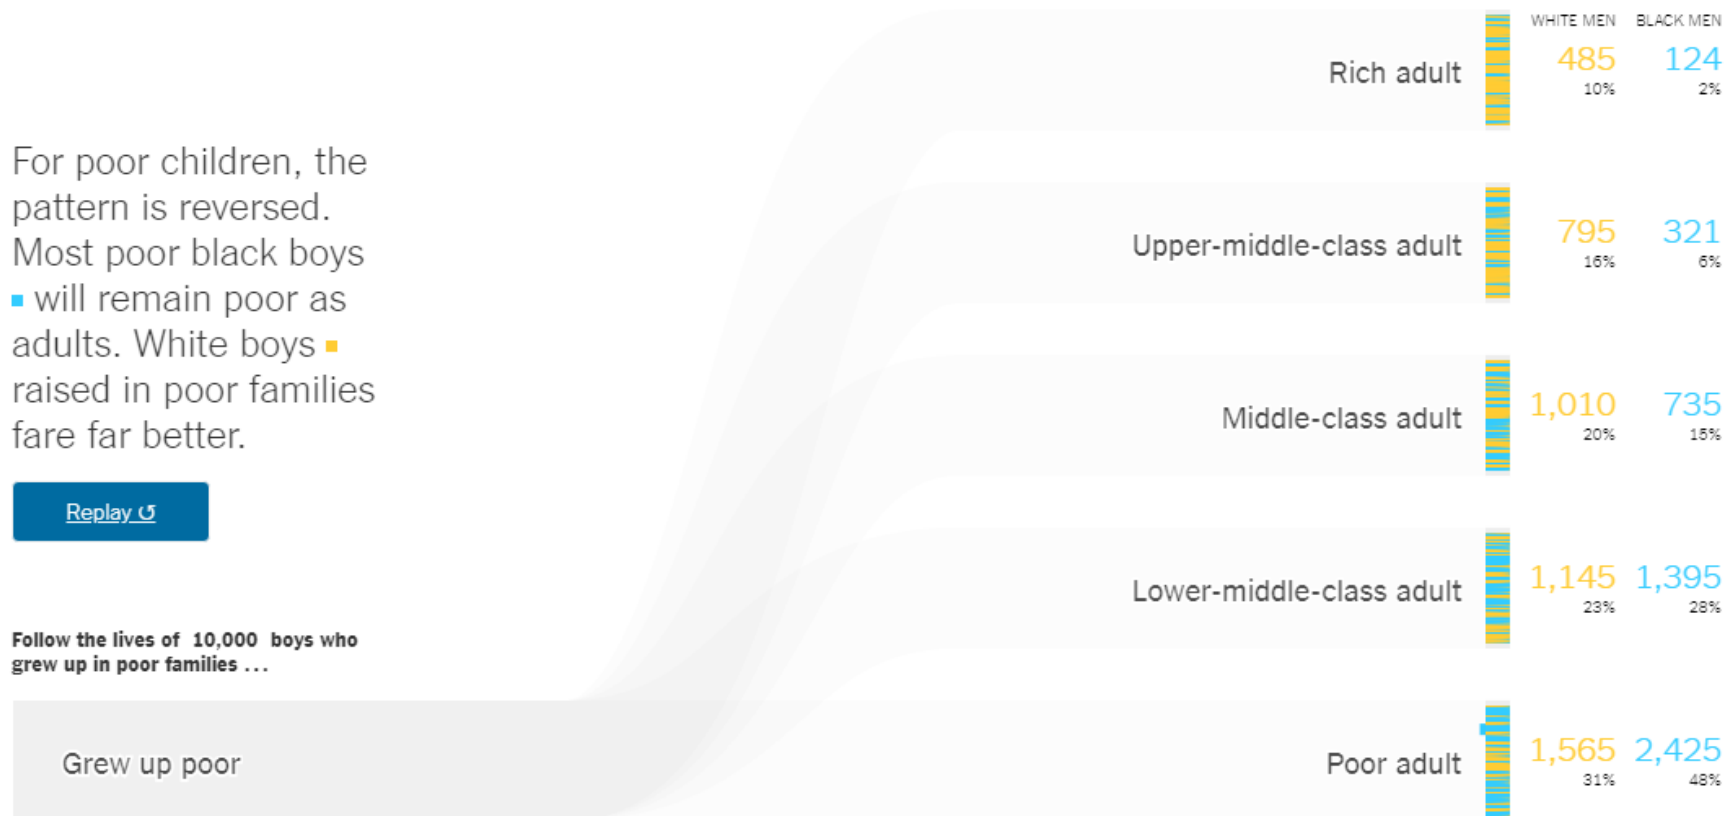 For poor children, the
pattern is reversed.
Most poor black boys
will remain poor as
adults. White boys
raised in poor families
fare far better.
Replay ↺
Follow the lives of 10,000 boys who
grew up in poor families ...
Grew up poor
WHITE MEN BLACK MEN
Rich adult 485 124
10% 2%
Upper-middle-class adult 795 321
16% 6%
Middle-class adult 1,010 735
20% 15%
Lower-middle-class adult 1,145 1,395
23% 28%
Poor adult 1,565 2,425
31% 48%